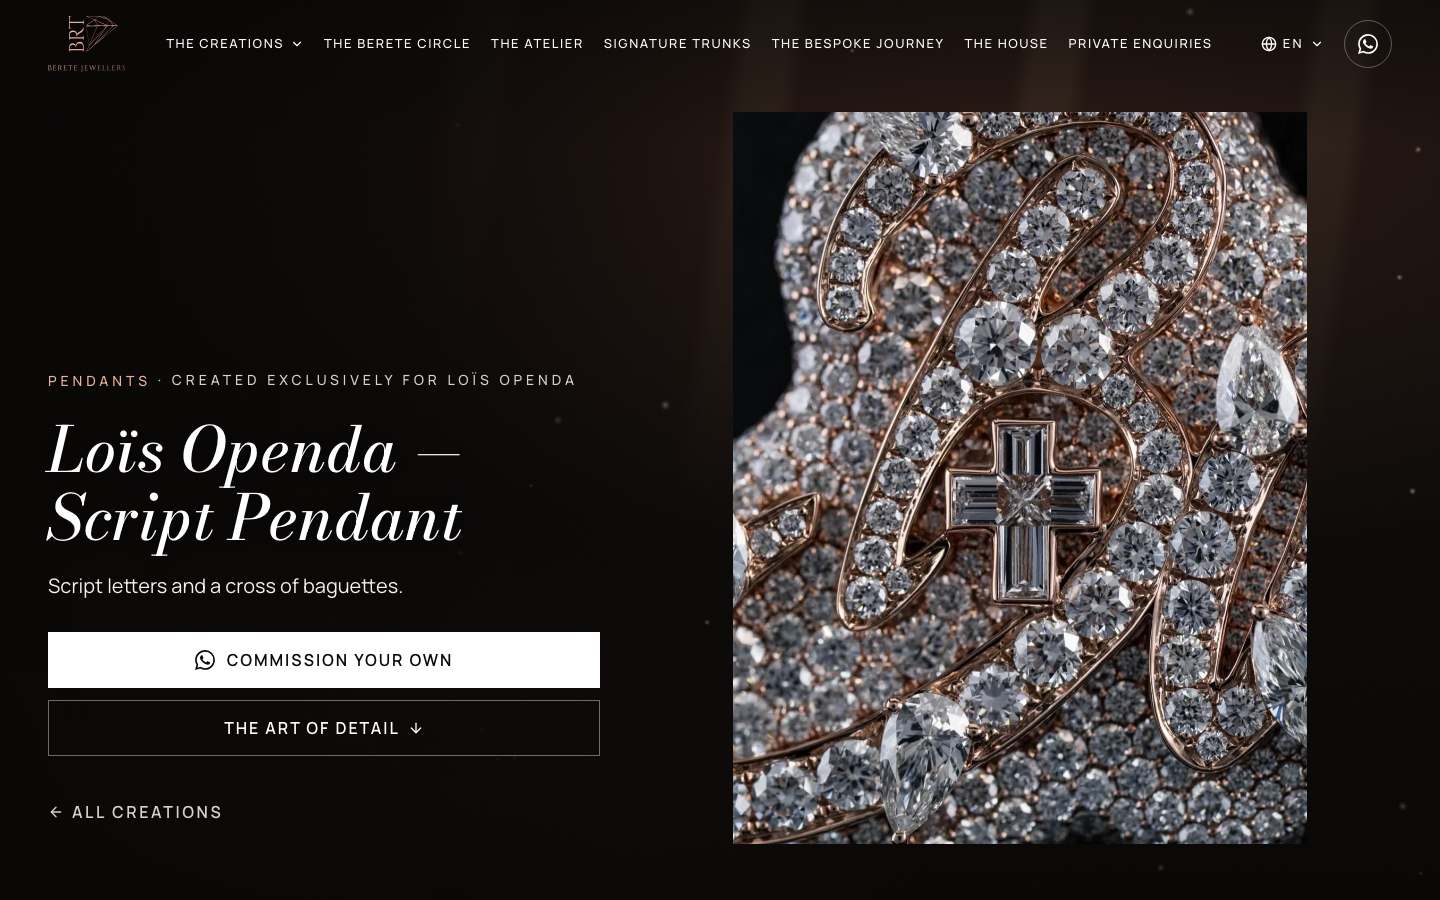 BRT
BERETE JEWELLERS
THE CREATIONS
THE BERETE CIRCLE
THE ATELIER
SIGNATURE TRUNKS
THE BESPOKE JOURNEY
THE HOUSE
PRIVATE ENQUIRIES
EN
PENDANTS · CREATED EXCLUSIVELY FOR LOÏS OPENDA
Loïs Openda —
Script Pendant
Script letters and a cross of baguettes.
COMMISSION YOUR OWN
THE ART OF DETAIL ↓
← ALL CREATIONS